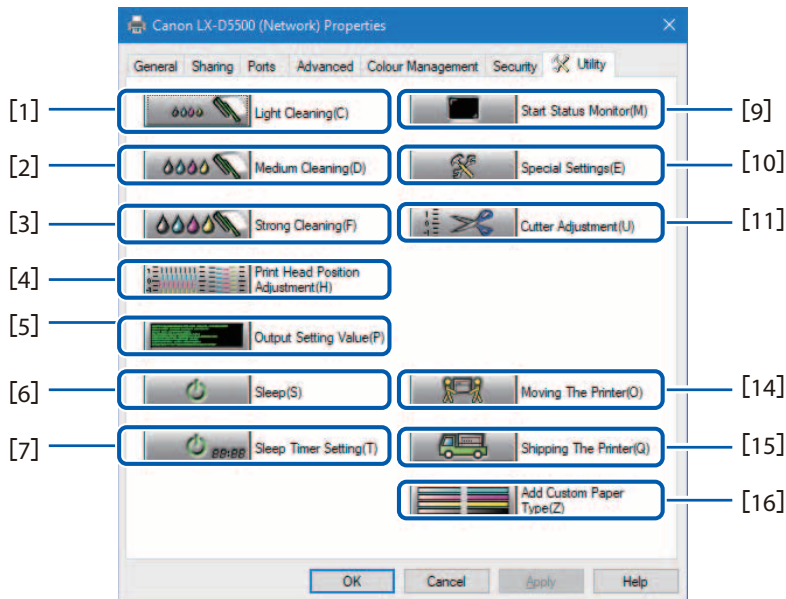 Canon LX-D5500 (Network) Properties
General Sharing Ports Advanced Colour Management Security Utility
[1] Light Cleaning(C)
Start Status Monitor(M) [9]
[2] Medium Cleaning(D)
Special Settings(E) [10]
[3] Strong Cleaning(F)
Cutter Adjustment(U) [11]
[4] Print Head Position
Adjustment(H)
[5] Output Setting Value(P)
[6] Sleep(S)
Moving The Printer(O) [14]
[7] Sleep Timer Setting(T)
Shipping The Printer(Q) [15]
Add Custom Paper
Type(Z) [16]
OK Cancel Apply Help